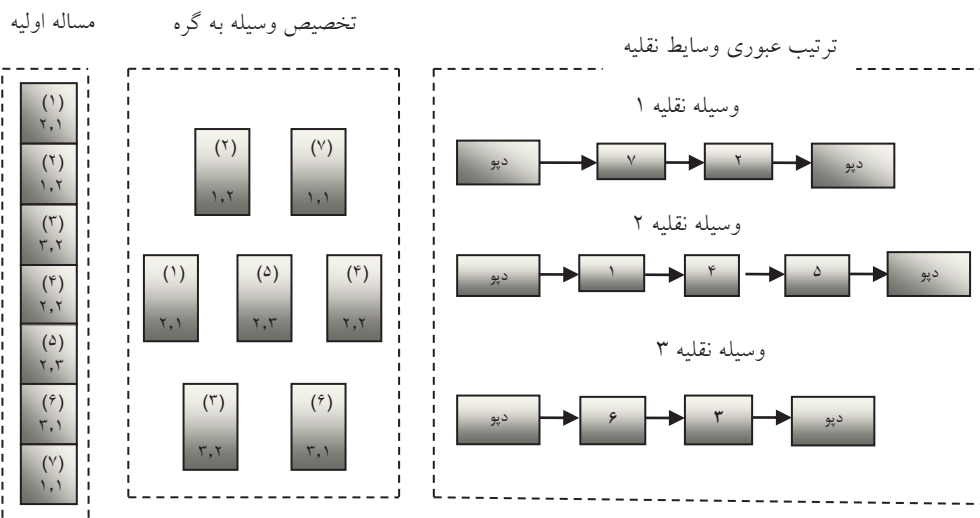 مساله اولیه
(۱)
۲,۱
(۲)
۱,۲
(۳)
۳,۲
(۴)
۲,۲
(۵)
۲,۳
(۶)
۳,۱
(۷)
۱,۱
تخصیص وسیله به گره
(۲) (۷)
۱,۲ ۱,۱
(۱) (۵) (۴)
۲,۱ ۲,۳ ۲,۲
(۳) (۶)
۳,۲ ۳,۱
ترتیب عبوری وسایط نقلیه
وسیله نقلیه ۱
دپو ۷ ۲ دپو
وسیله نقلیه ۲
دپو ۱ ۴ ۵ دپو
وسیله نقلیه ۳
دپو ۶ ۳ دپو